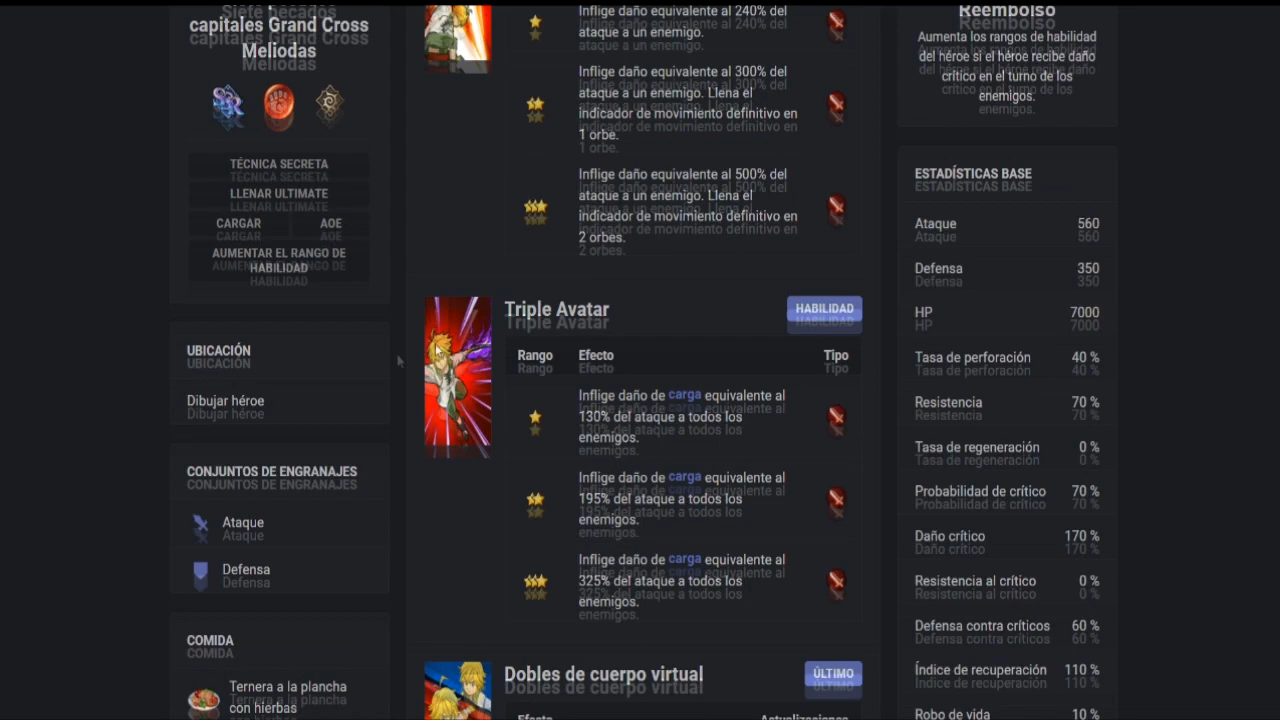 Siete pecados
capitales Grand Cross
Meliodas
TÉCNICA SECRETA
LLENAR ULTIMATE
CARGAR
AOE
AUMENTAR EL RANGO DE
HABILIDAD
UBICACIÓN
Dibujar héroe
CONJUNTOS DE ENGRANAJES
Ataque
Defensa
COMIDA
Ternera a la plancha
con hierbas
Inflige daño equivalente al 240% del
ataque a un enemigo.
Inflige daño equivalente al 300% del
ataque a un enemigo. Llena el
indicador de movimiento definitivo en
1 orbe.
Inflige daño equivalente al 500% del
ataque a un enemigo. Llena el
indicador de movimiento definitivo en
2 orbes.
Triple Avatar
HABILIDAD
Rango Efecto Tipo
Inflige daño de carga equivalente al
130% del ataque a todos los
enemigos.
Inflige daño de carga equivalente al
195% del ataque a todos los
enemigos.
Inflige daño de carga equivalente al
325% del ataque a todos los
enemigos.
Dobles de cuerpo virtual
ÚLTIMO
Efecto Actualizaciones
Reembolso
Aumenta los rangos de habilidad
del héroe si el héroe recibe daño
crítico en el turno de los
enemigos.
ESTADÍSTICAS BASE
Ataque 560
Defensa 350
HP 7000
Tasa de perforación 40 %
Resistencia 70 %
Tasa de regeneración 0 %
Probabilidad de crítico 70 %
Daño crítico 170 %
Resistencia al crítico 0 %
Defensa contra críticos 60 %
Índice de recuperación 110 %
Robo de vida 10 %